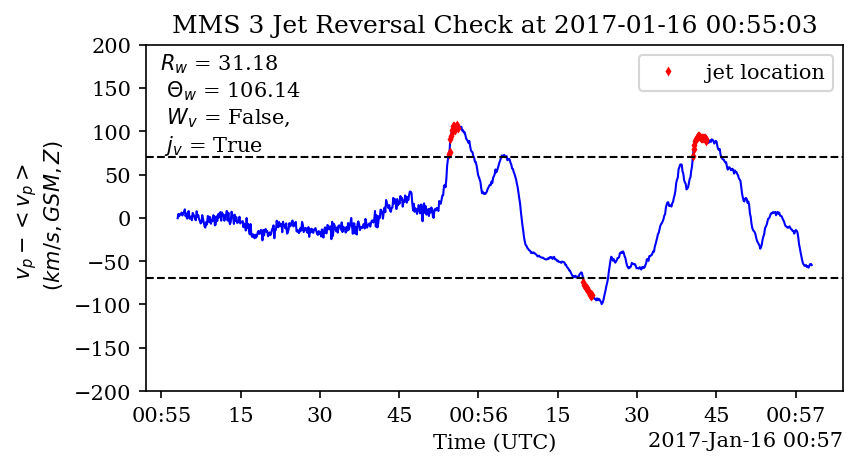 MMS 3 Jet Reversal Check at 2017-01-16 00:55:03
R_w = 31.18
Θ_w = 106.14
W_v = False,
j_v = True
jet location
v_p − < v_p >
(km/s, GSM, Z)
200
150
100
50
0
−50
−100
−150
−200
00:55 15 30 45 00:56 15 30 45 00:57
Time (UTC)
2017-Jan-16 00:57